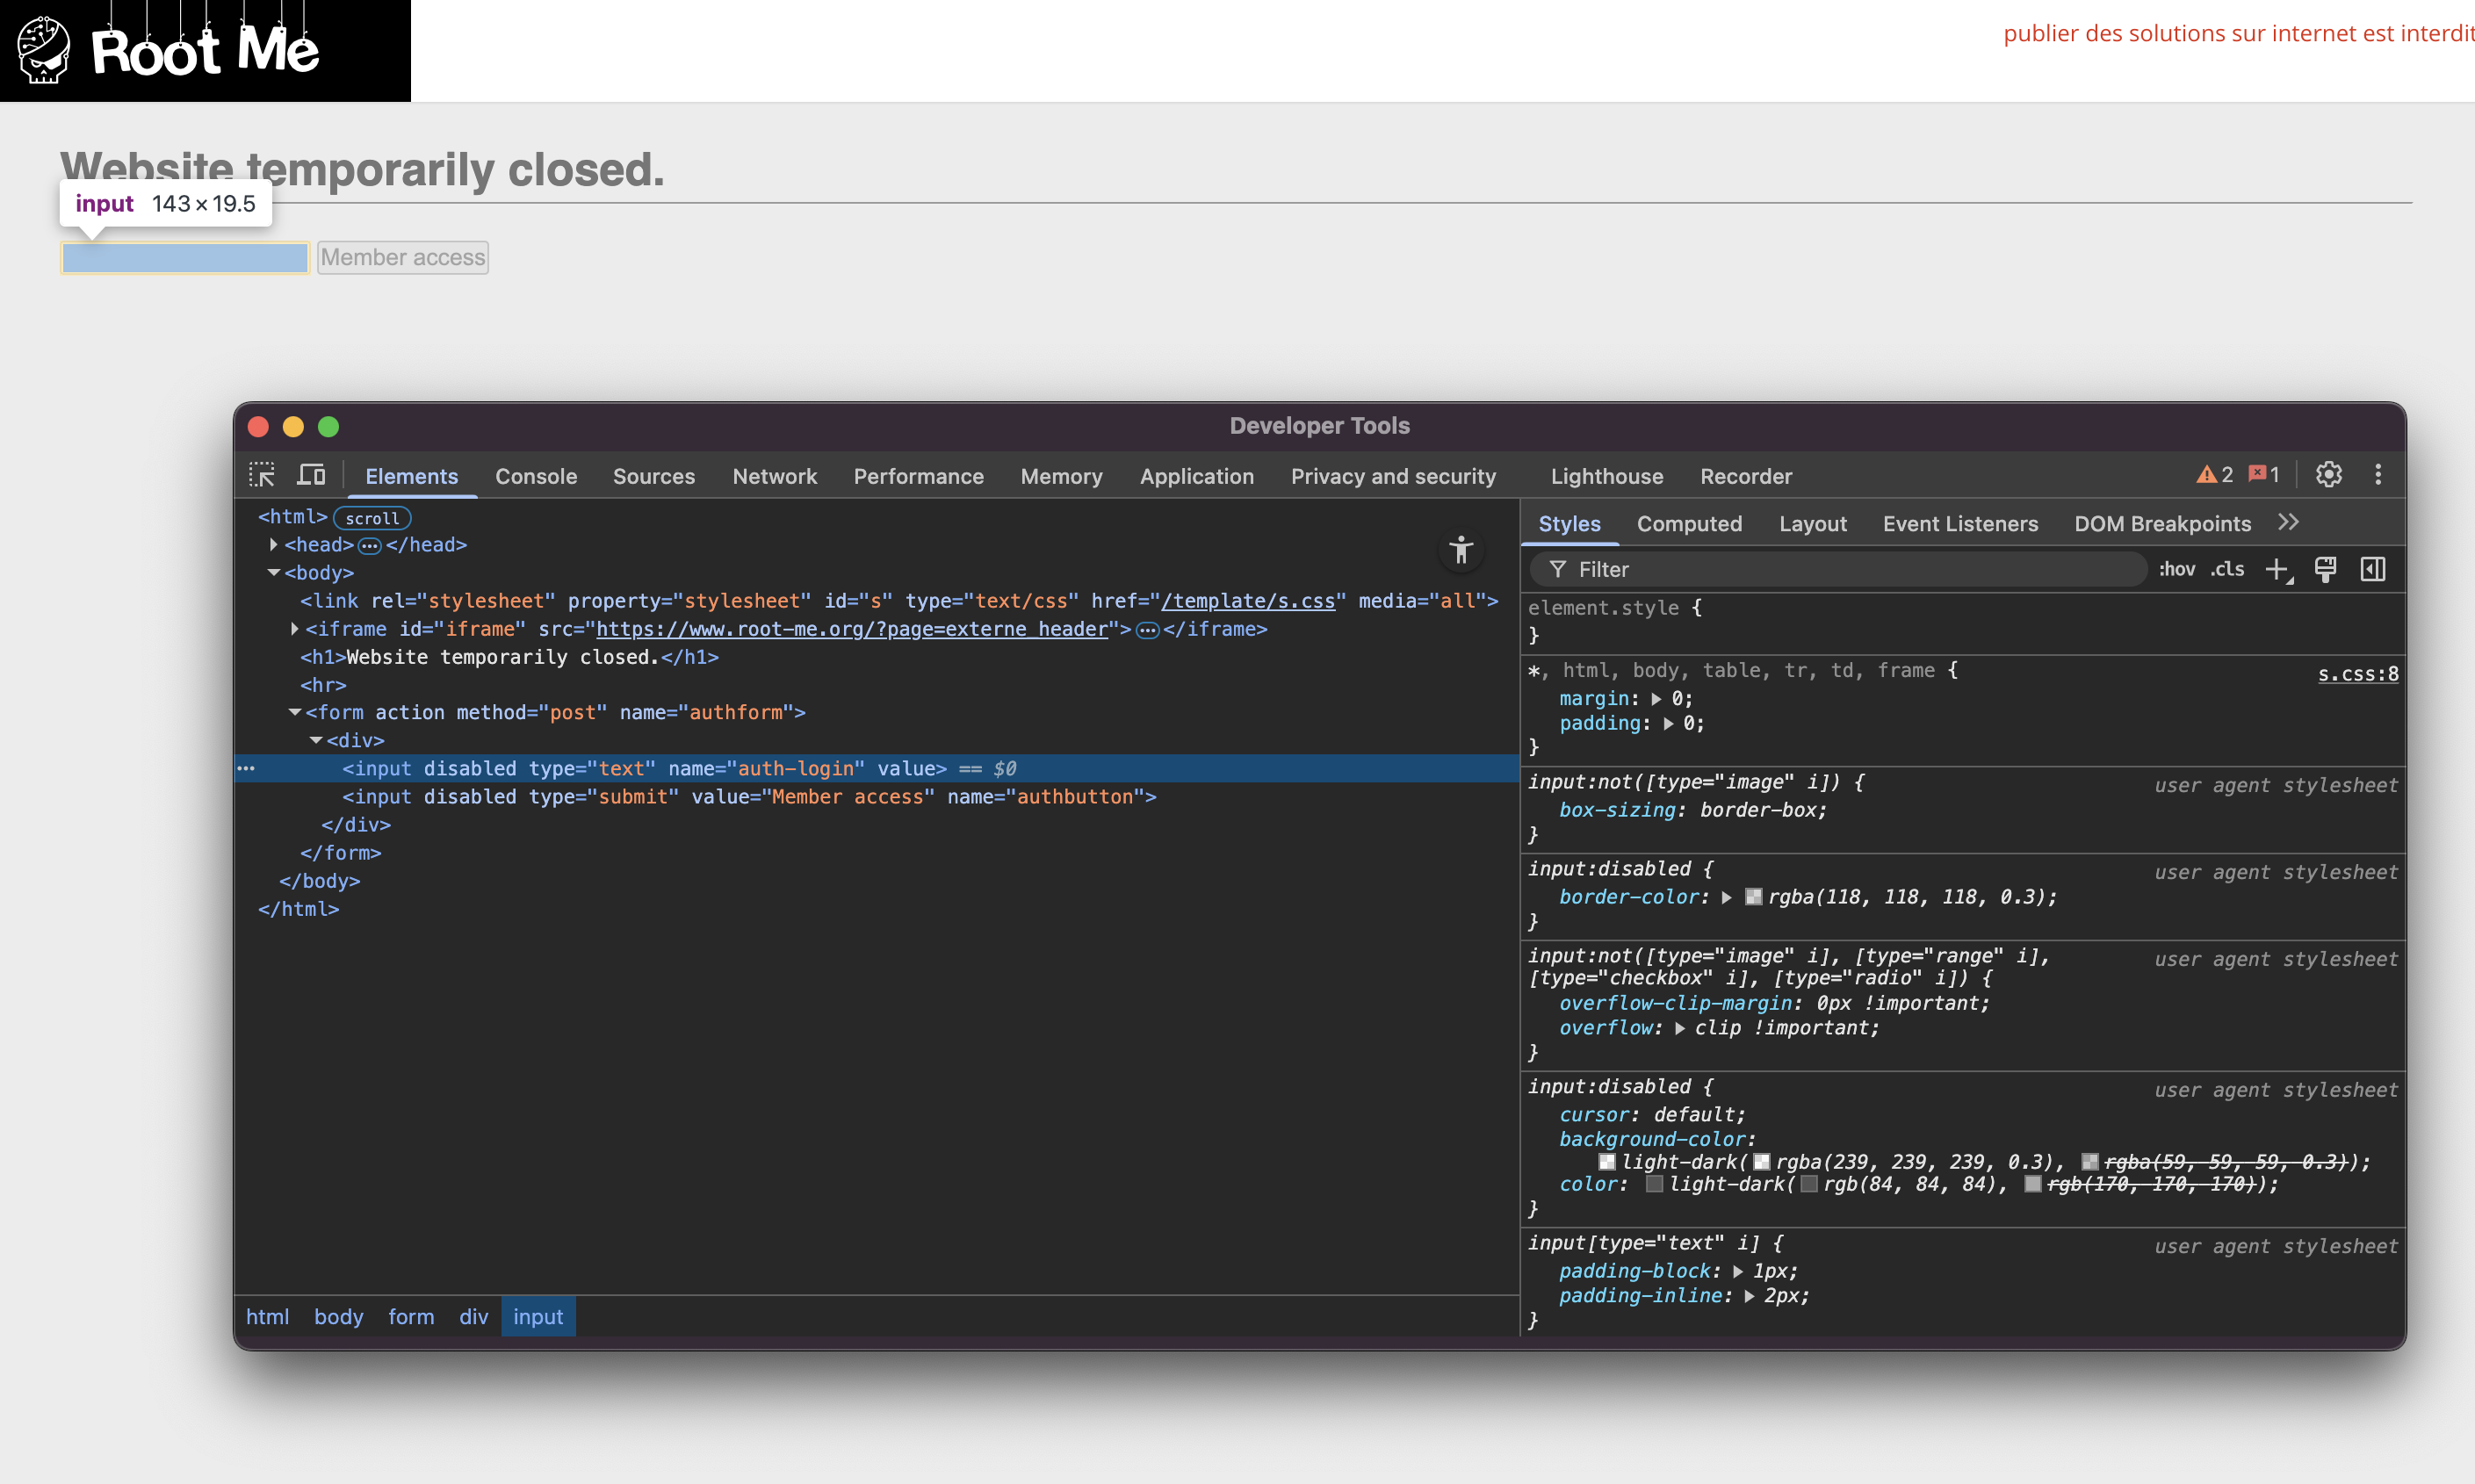 Root Me
publier des solutions sur internet est interdit
Website temporarily closed.
input 143 × 19.5
Member access
Developer Tools
Elements Console Sources Network Performance Memory Application Privacy and security Lighthouse Recorder 2 1
<html> scroll
<head> ••• </head>
<body>
<link rel="stylesheet" property="stylesheet" id="s" type="text/css" href="/template/s.css" media="all">
<iframe id="iframe" src="https://www.root-me.org/?page=externe_header"> ••• </iframe>
<h1>Website temporarily closed.</h1>
<hr>
<form action method="post" name="authform">
<div>
••• <input disabled type="text" name="auth-login" value> == $0
<input disabled type="submit" value="Member access" name="authbutton">
</div>
</form>
</body>
</html>
html body form div input
Styles Computed Layout Event Listeners DOM Breakpoints
Filter :hov .cls
element.style {
}
*, html, body, table, tr, td, frame { s.css:8
margin: 0;
padding: 0;
}
input:not([type="image" i]) { user agent stylesheet
box-sizing: border-box;
}
input:disabled { user agent stylesheet
border-color: rgba(118, 118, 118, 0.3);
}
input:not([type="image" i], [type="range" i], user agent stylesheet
[type="checkbox" i], [type="radio" i]) {
overflow-clip-margin: 0px !important;
overflow: clip !important;
}
input:disabled { user agent stylesheet
cursor: default;
background-color:
light-dark( rgba(239, 239, 239, 0.3), rgba(59, 59, 59, 0.3));
color: light-dark( rgb(84, 84, 84), rgb(170, 170, 170));
}
input[type="text" i] { user agent stylesheet
padding-block: 1px;
padding-inline: 2px;
}